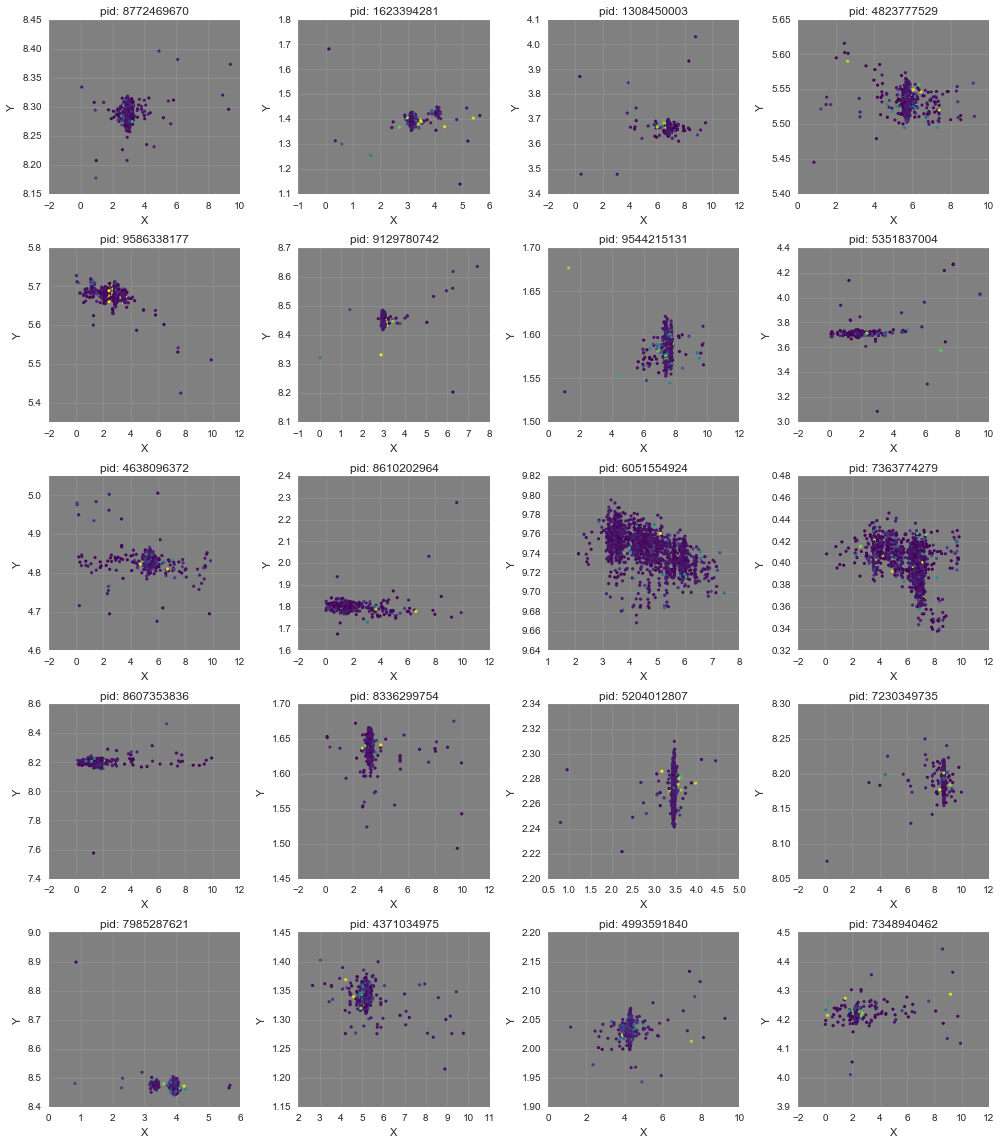 pid: 8772469670
8.45
8.40
8.35
8.30
8.25
8.20
8.15
Y
−2 0 2 4 6 8 10
X
pid: 1623394281
1.8
1.7
1.6
1.5
1.4
1.3
1.2
1.1
Y
−1 0 1 2 3 4 5 6
X
pid: 1308450003
4.1
4.0
3.9
3.8
3.7
3.6
3.5
3.4
Y
−2 0 2 4 6 8 10 12
X
pid: 4823777529
5.65
5.60
5.55
5.50
5.45
5.40
Y
0 2 4 6 8 10
X
pid: 9586338177
5.8
5.7
5.6
5.5
5.4
Y
−2 0 2 4 6 8 10 12
X
pid: 9129780742
8.7
8.6
8.5
8.4
8.3
8.2
8.1
Y
−1 0 1 2 3 4 5 6 7 8
X
pid: 9544215131
1.70
1.65
1.60
1.55
1.50
Y
0 2 4 6 8 10 12
X
pid: 5351837004
4.4
4.2
4.0
3.8
3.6
3.4
3.2
3.0
Y
−2 0 2 4 6 8 10
X
pid: 4638096372
5.0
4.9
4.8
4.7
4.6
Y
−2 0 2 4 6 8 10 12
X
pid: 8610202964
2.4
2.3
2.2
2.1
2.0
1.9
1.8
1.7
1.6
Y
−2 0 2 4 6 8 10 12
X
pid: 6051554924
9.82
9.80
9.78
9.76
9.74
9.72
9.70
9.68
9.66
9.64
Y
1 2 3 4 5 6 7 8
X
pid: 7363774279
0.48
0.46
0.44
0.42
0.40
0.38
0.36
0.34
0.32
Y
−2 0 2 4 6 8 10 12
X
pid: 8607353836
8.6
8.4
8.2
8.0
7.8
7.6
7.4
Y
−2 0 2 4 6 8 10 12
X
pid: 8336299754
1.70
1.65
1.60
1.55
1.50
1.45
Y
−2 0 2 4 6 8 10 12
X
pid: 5204012807
2.34
2.32
2.30
2.28
2.26
2.24
2.22
2.20
Y
0.5 1.0 1.5 2.0 2.5 3.0 3.5 4.0 4.5 5.0
X
pid: 7230349735
8.30
8.25
8.20
8.15
8.10
8.05
Y
−2 0 2 4 6 8 10 12
X
pid: 7985287621
9.0
8.9
8.8
8.7
8.6
8.5
8.4
Y
0 1 2 3 4 5 6
X
pid: 4371034975
1.45
1.40
1.35
1.30
1.25
1.20
1.15
Y
2 3 4 5 6 7 8 9 10 11
X
pid: 4993591840
2.20
2.15
2.10
2.05
2.00
1.95
1.90
Y
0 2 4 6 8 10
X
pid: 7348940462
4.5
4.4
4.3
4.2
4.1
4.0
3.9
Y
−2 0 2 4 6 8 10 12
X